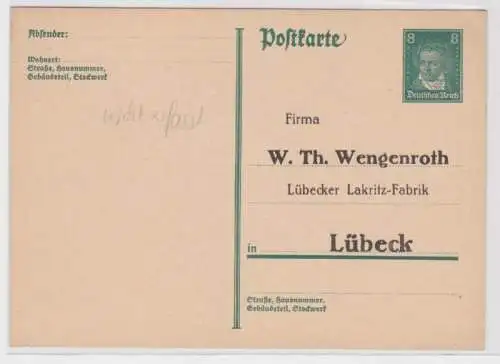 Absender:
Wohnort:
Straße, Hausnummer,
Gebäudeteil, Stockwerk
Postkarte
8 8
Deutsches Reich
Firma
W. Th. Wengenroth
Lübecker Lakritz-Fabrik
in Lübeck
Straße, Hausnummer,
Gebäudeteil, Stockwerk